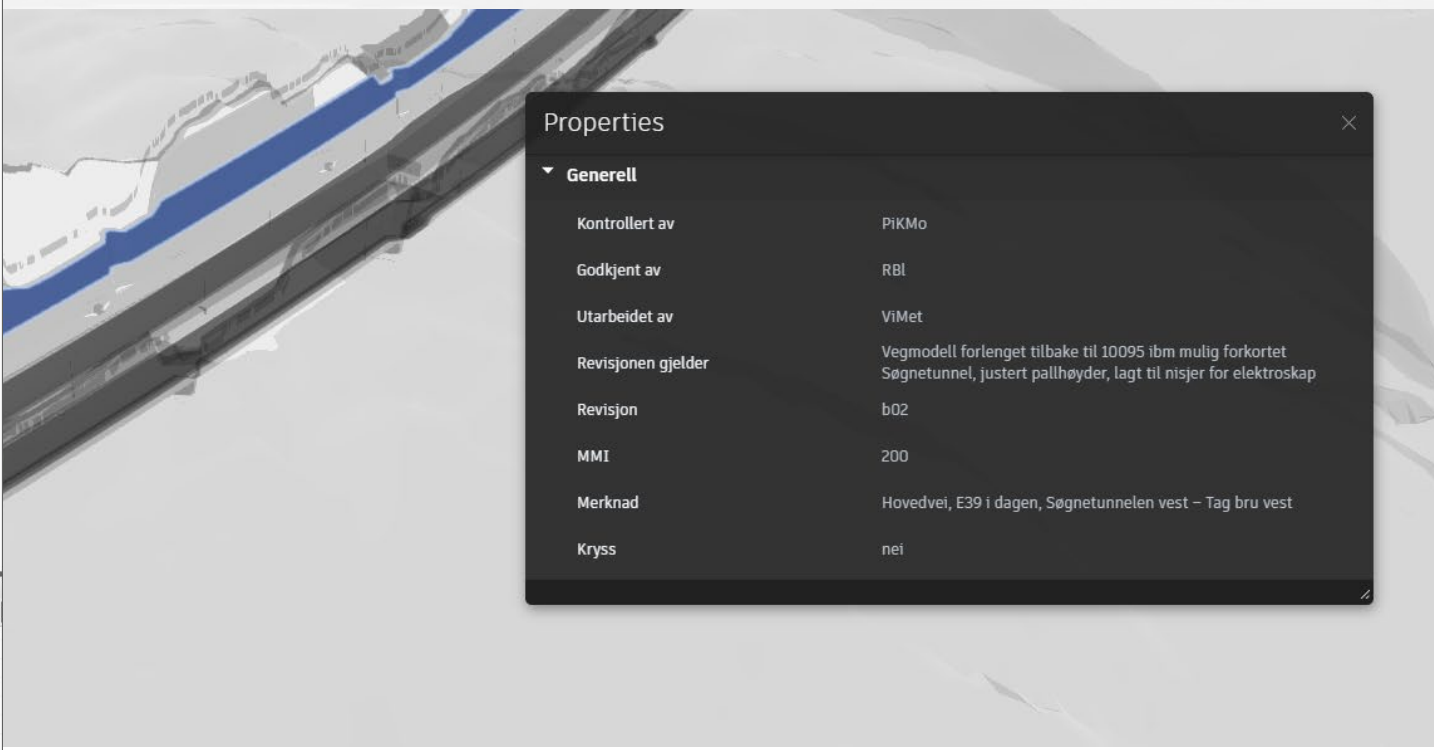 Properties
Generell
Kontrollert av PiKMo
Godkjent av RBl
Utarbeidet av ViMet
Revisjonen gjelder Vegmodell forlenget tilbake til 10095 ibm mulig forkortet
Søgnetunnel, justert pallhøyder, lagt til nisjer for elektroskap
Revisjon b02
MMI 200
Merknad Hovedvei, E39 i dagen, Søgnetunnelen vest – Tag bru vest
Kryss nei